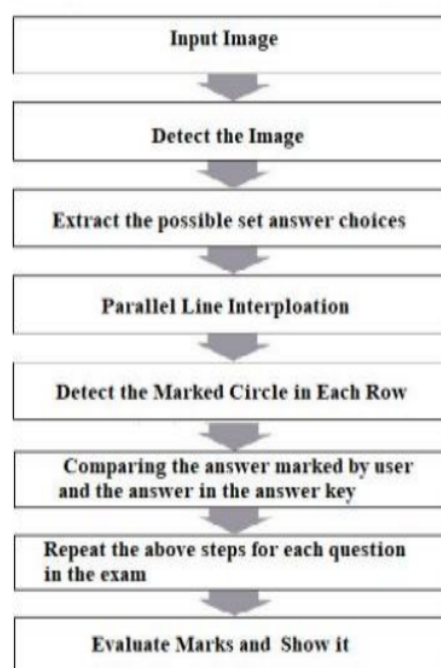 Input Image
Detect the Image
Extract the possible set answer choices
Parallel Line Interploation
Detect the Marked Circle in Each Row
Comparing the answer marked by user
and the answer in the answer key
Repeat the above steps for each question
in the exam
Evaluate Marks and Show it